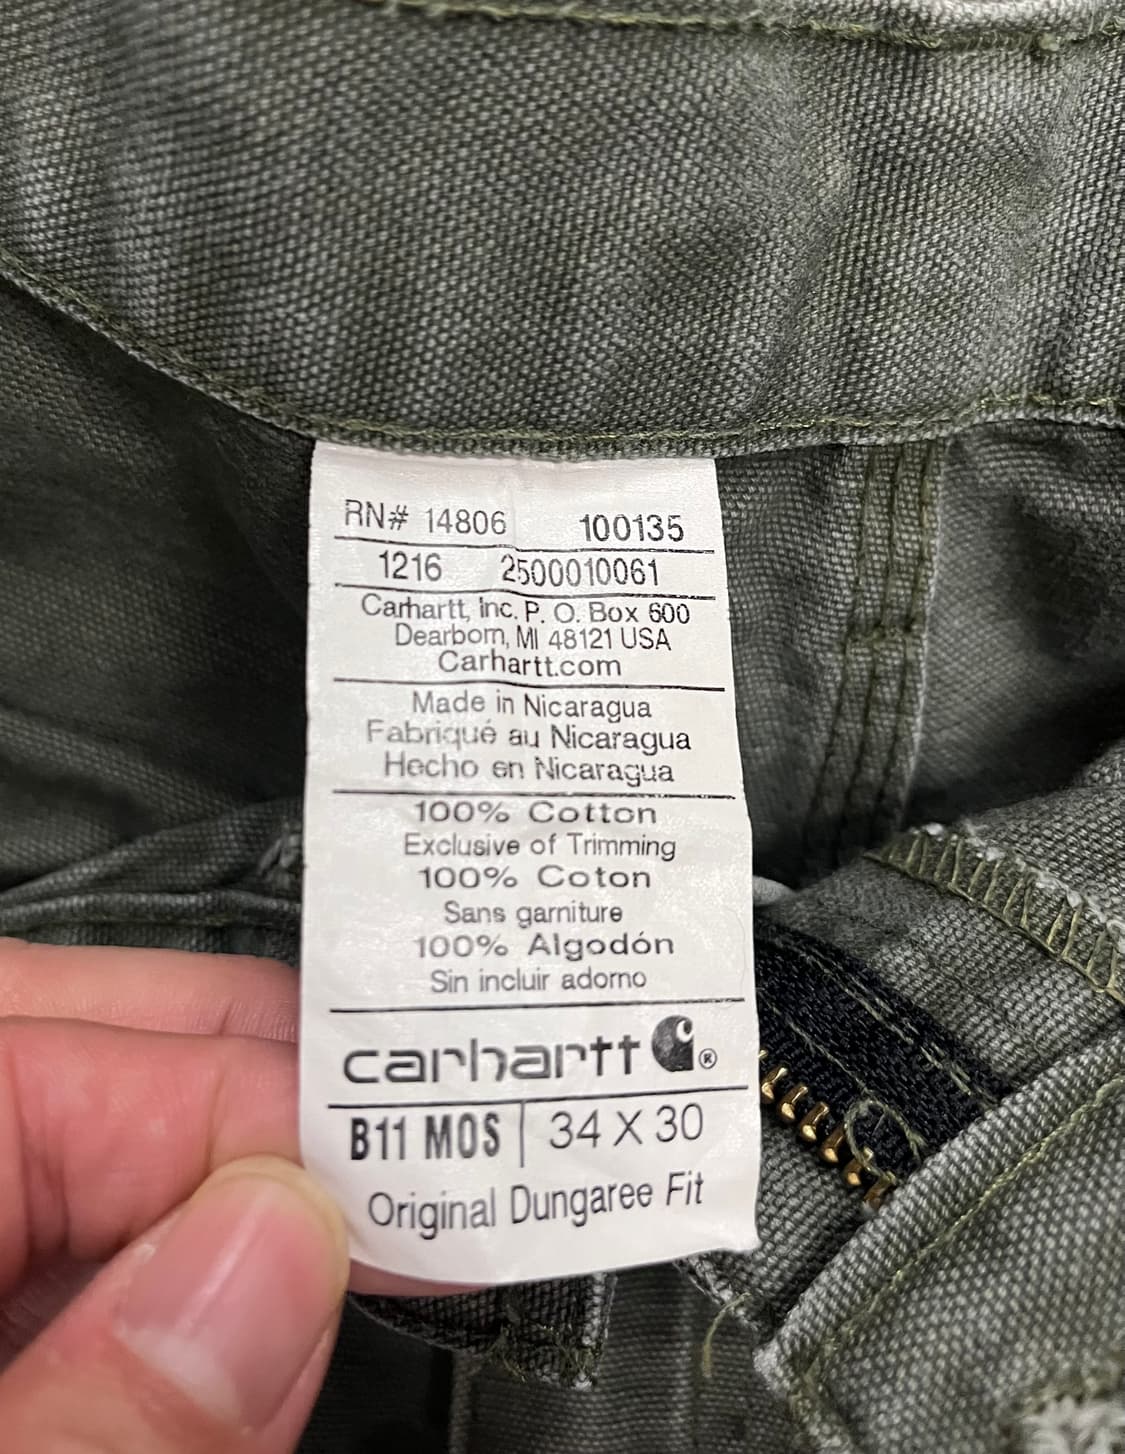 RN# 14806 100135
1216 2500010061
Carhartt, Inc. P. O. Box 600
Dearborn, MI 48121 USA
Carhartt.com
Made in Nicaragua
Fabriqué au Nicaragua
Hecho en Nicaragua
100% Cotton
Exclusive of Trimming
100% Coton
Sans garniture
100% Algodón
Sin incluir adorno
carhartt ®
B11 MOS 34 X 30
Original Dungaree Fit